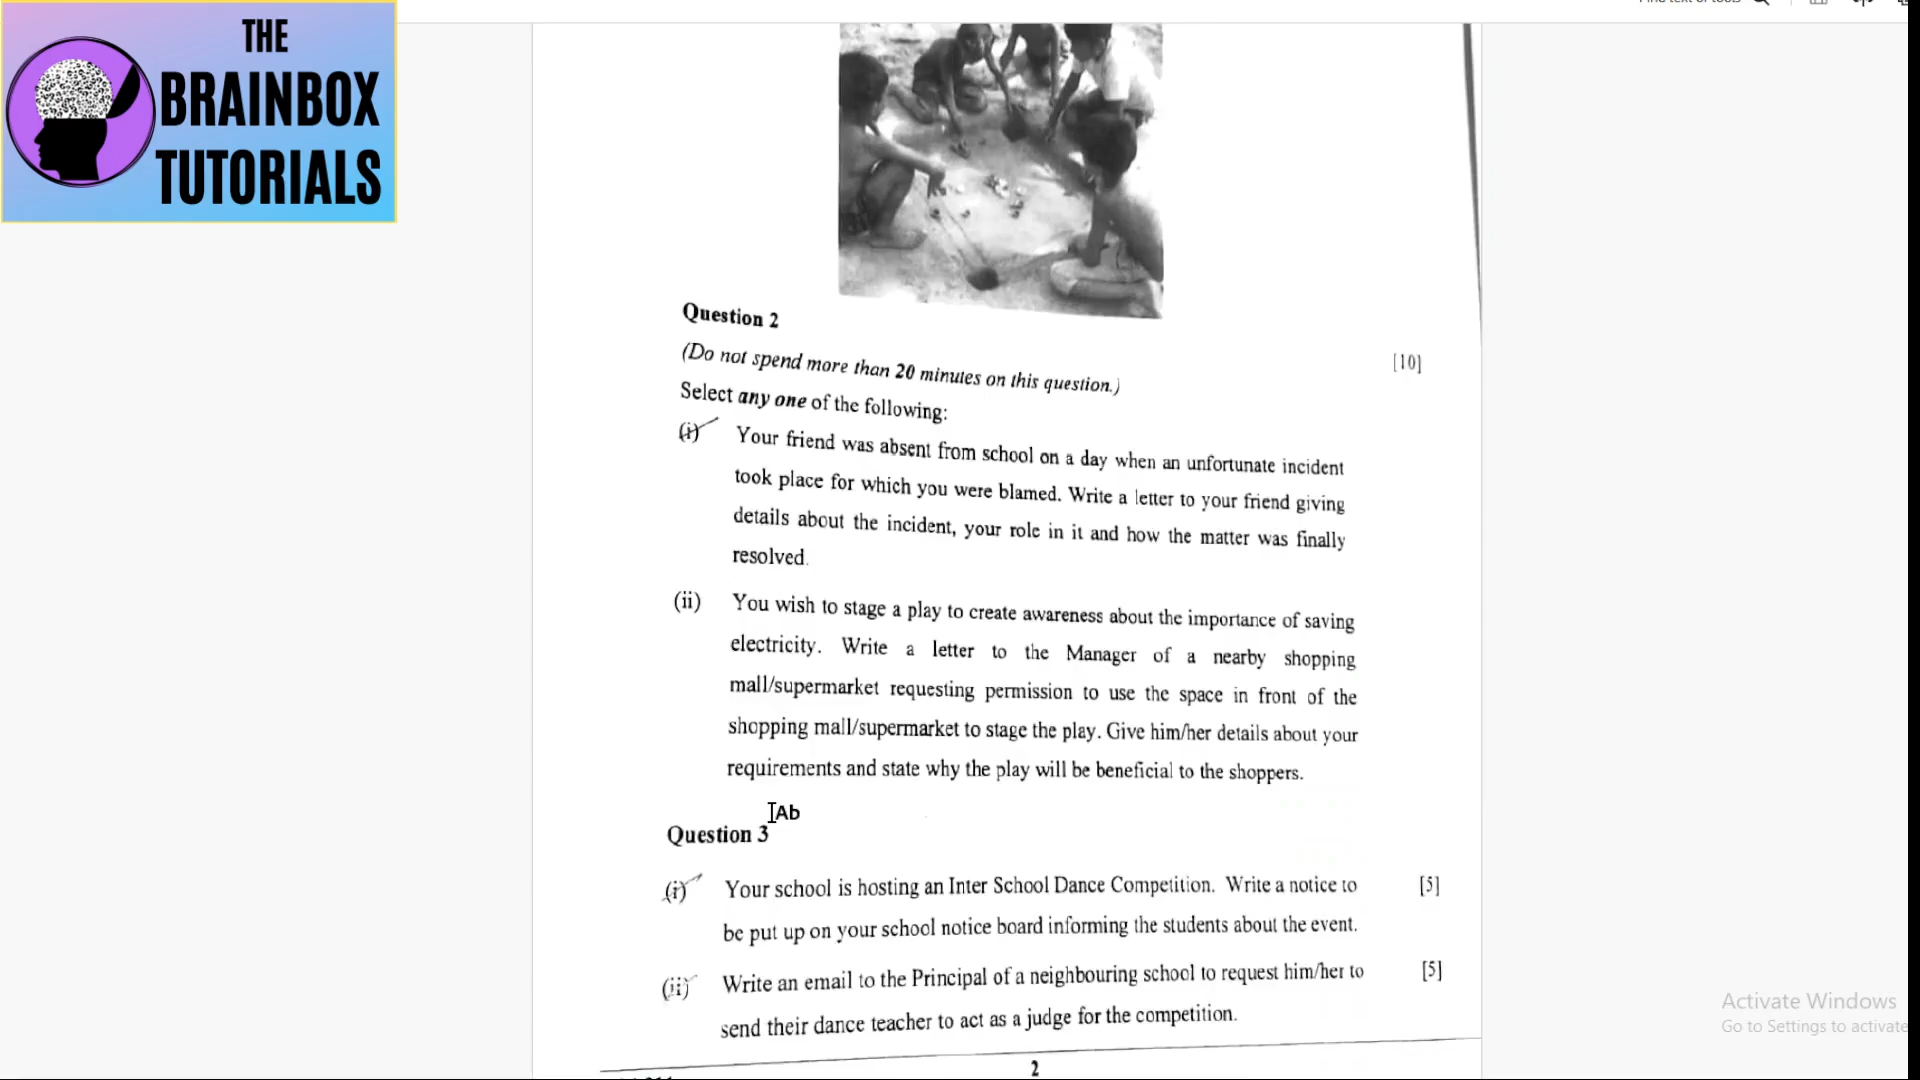 THE
BRAINBOX
TUTORIALS
Question 2
(Do not spend more than 20 minutes on this question.) [10]
Select any one of the following:
(i) Your friend was absent from school on a day when an unfortunate incident
took place for which you were blamed. Write a letter to your friend giving
details about the incident, your role in it and how the matter was finally
resolved.
(ii) You wish to stage a play to create awareness about the importance of saving
electricity. Write a letter to the Manager of a nearby shopping
mall/supermarket requesting permission to use the space in front of the
shopping mall/supermarket to stage the play. Give him/her details about your
requirements and state why the play will be beneficial to the shoppers.
Ab
Question 3
(i) Your school is hosting an Inter School Dance Competition. Write a notice to [5]
be put up on your school notice board informing the students about the event.
(ii) Write an email to the Principal of a neighbouring school to request him/her to [5]
send their dance teacher to act as a judge for the competition.
2
Activate Windows
Go to Settings to activate